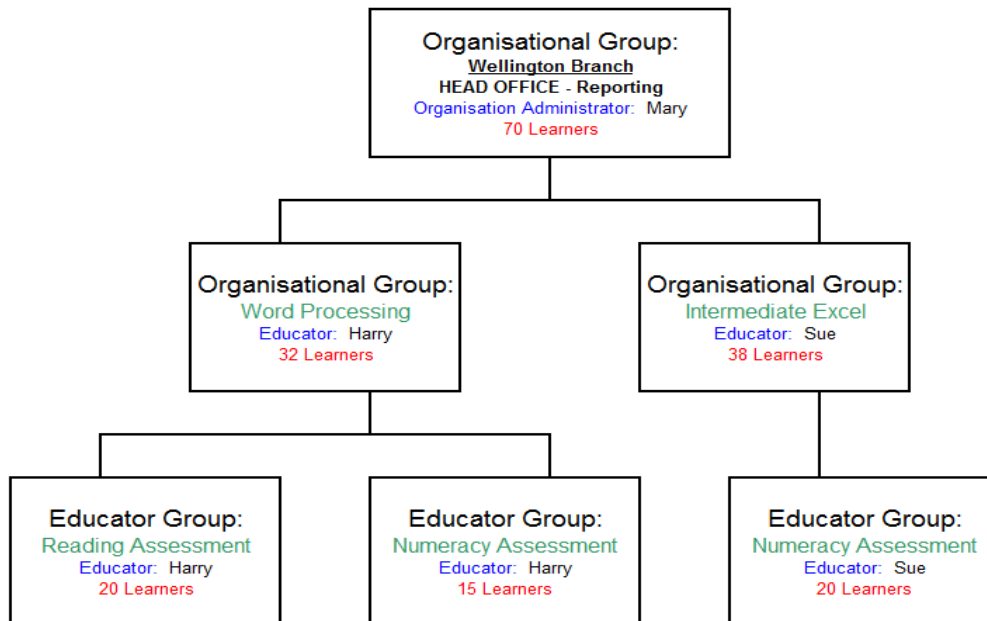 Organisational Group:
Wellington Branch
HEAD OFFICE - Reporting
Organisation Administrator: Mary
70 Learners
Organisational Group:
Word Processing
Educator: Harry
32 Learners
Organisational Group:
Intermediate Excel
Educator: Sue
38 Learners
Educator Group:
Reading Assessment
Educator: Harry
20 Learners
Educator Group:
Numeracy Assessment
Educator: Harry
15 Learners
Educator Group:
Numeracy Assessment
Educator: Sue
20 Learners